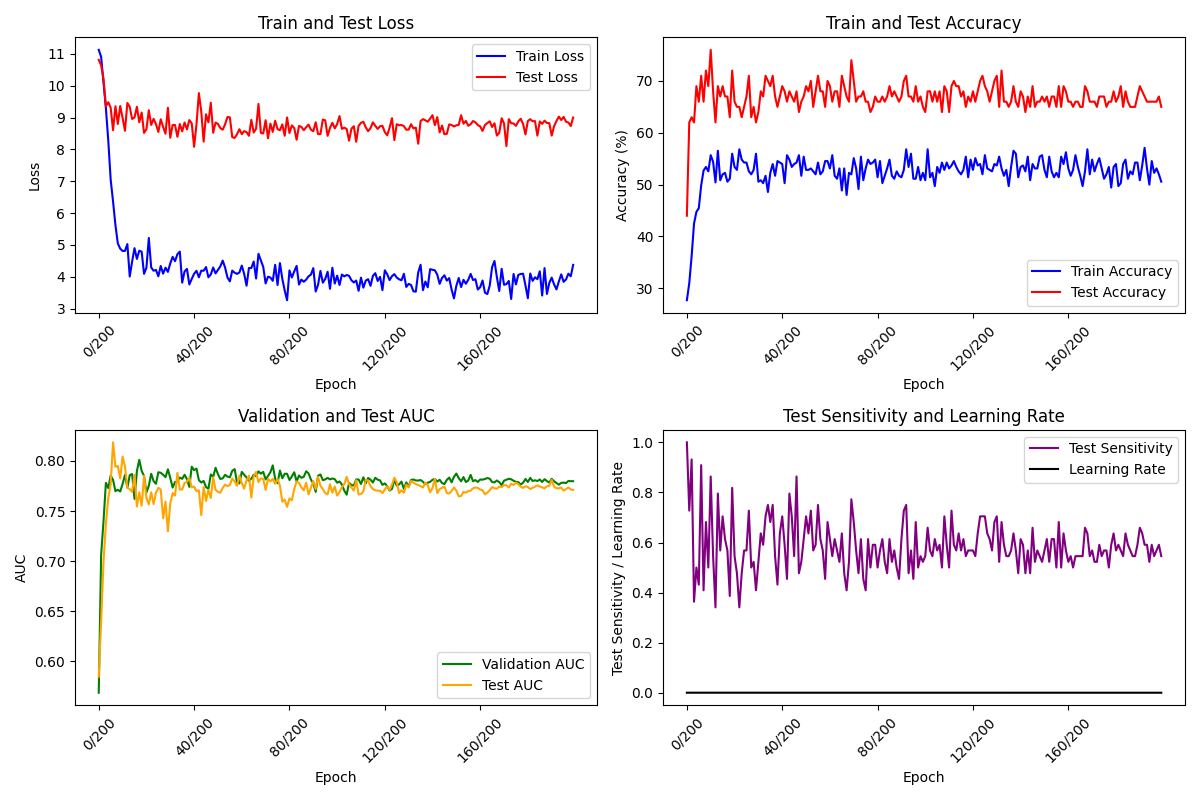 Train and Test Loss
Loss
11
10
9
8
7
6
5
4
3
Train Loss
Test Loss
0/200
40/200
80/200
120/200
160/200
Epoch
Train and Test Accuracy
Accuracy (%)
70
60
50
40
30
Train Accuracy
Test Accuracy
0/200
40/200
80/200
120/200
160/200
Epoch
Validation and Test AUC
AUC
0.80
0.75
0.70
0.65
0.60
Validation AUC
Test AUC
0/200
40/200
80/200
120/200
160/200
Epoch
Test Sensitivity and Learning Rate
Test Sensitivity / Learning Rate
1.0
0.8
0.6
0.4
0.2
0.0
Test Sensitivity
Learning Rate
0/200
40/200
80/200
120/200
160/200
Epoch